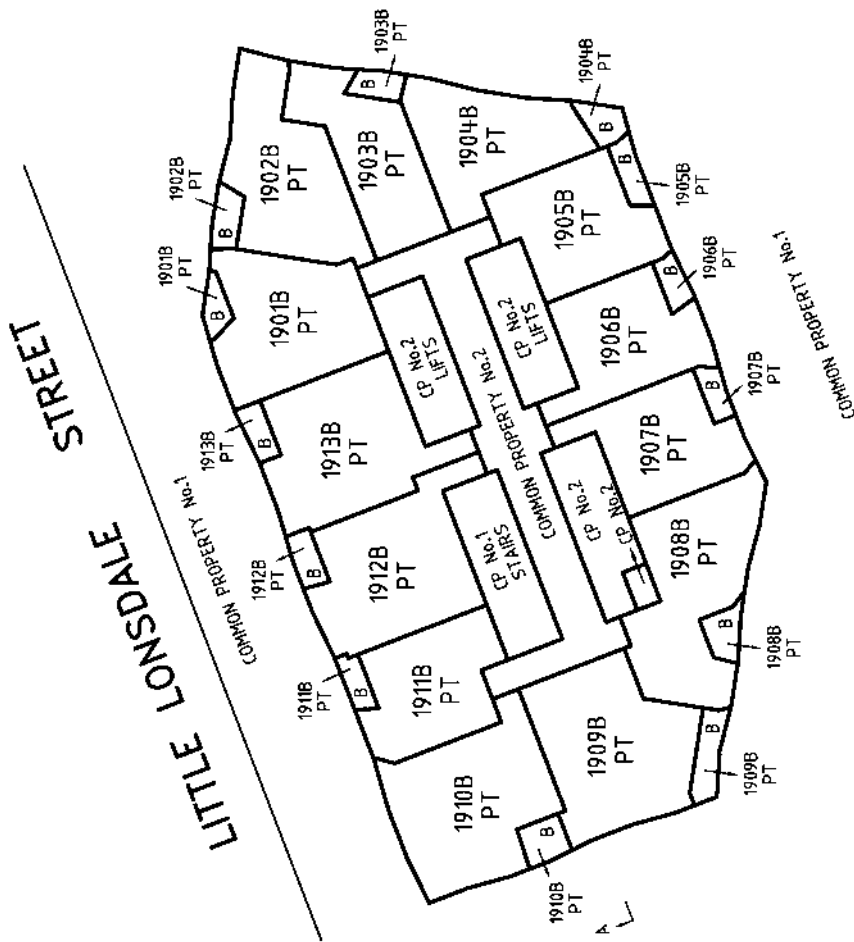 LITTLE LONSDALE STREET
COMMON PROPERTY No.1
1903B
PT
B
1904B
PT
B
1902B
PT
B
1902B
PT
1903B
PT
1904B
PT
1901B
PT
B
1901B
PT
1905B
PT
1905B
PT
B
1906B
PT
B
CP No.2
LIFTS
CP No.2
LIFTS
COMMON PROPERTY No.2
1906B
PT
1913B
PT
B
1913B
PT
1907B
PT
1907B
PT
B
COMMON PROPERTY No.1
1912B
PT
B
1912B
PT
CP No.1
STAIRS
CP No.2
CP No.2
1908B
PT
1908B
PT
B
1911B
PT
B
1911B
PT
1909B
PT
1909B
PT
B
1910B
PT
1910B
PT
B
A